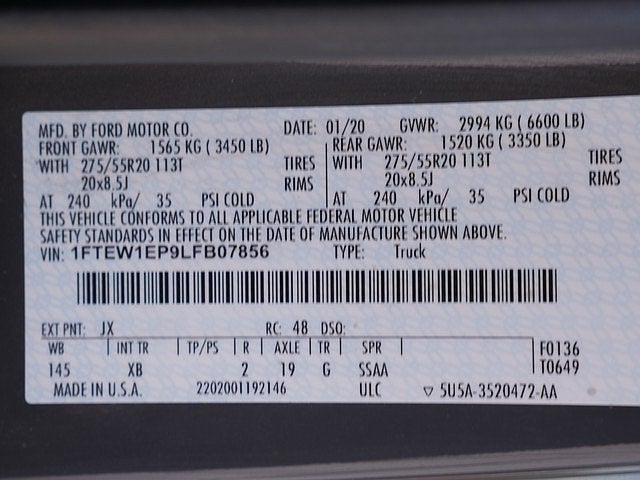 MFD. BY FORD MOTOR CO. DATE: 01/20 GVWR: 2994 KG ( 6600 LB)
FRONT GAWR: 1565 KG ( 3450 LB) REAR GAWR: 1520 KG ( 3350 LB)
WITH 275/55R20 113T TIRES WITH 275/55R20 113T TIRES
20x8.5J RIMS 20x8.5J RIMS
AT 240 kPa/ 35 PSI COLD AT 240 kPa/ 35 PSI COLD
THIS VEHICLE CONFORMS TO ALL APPLICABLE FEDERAL MOTOR VEHICLE
SAFETY STANDARDS IN EFFECT ON THE DATE OF MANUFACTURE SHOWN ABOVE.
VIN: 1FTEW1EP9LFB07856 TYPE: Truck
EXT PNT: JX RC: 48 DSO:
WB INT TR TP/PS R AXLE TR SPR F0136
145 XB 2 19 G SSAA T0649
MADE IN U.S.A. 2202001192146 ULC ▽ 5U5A-3520472-AA